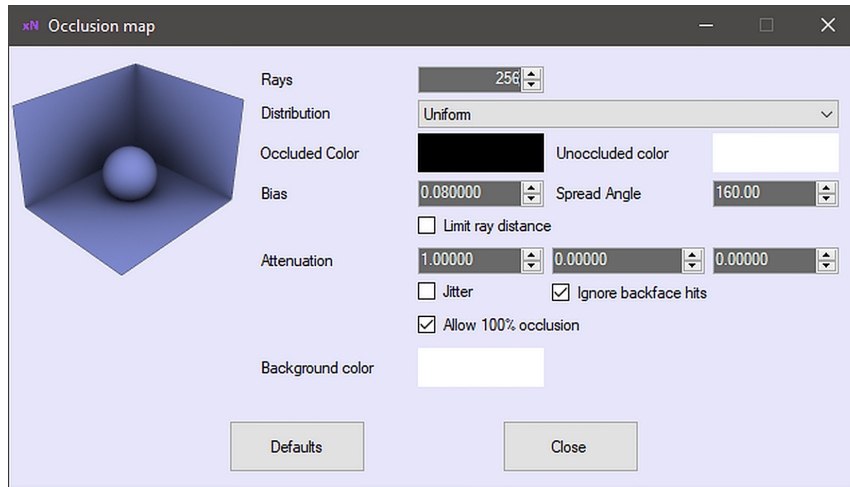 xN Occlusion map
Rays 256
Distribution Uniform
Occluded Color Unoccluded color
Bias 0.080000 Spread Angle 160.00
Limit ray distance
Attenuation 1.00000 0.00000 0.00000
Jitter Ignore backface hits
Allow 100% occlusion
Background color
Defaults Close